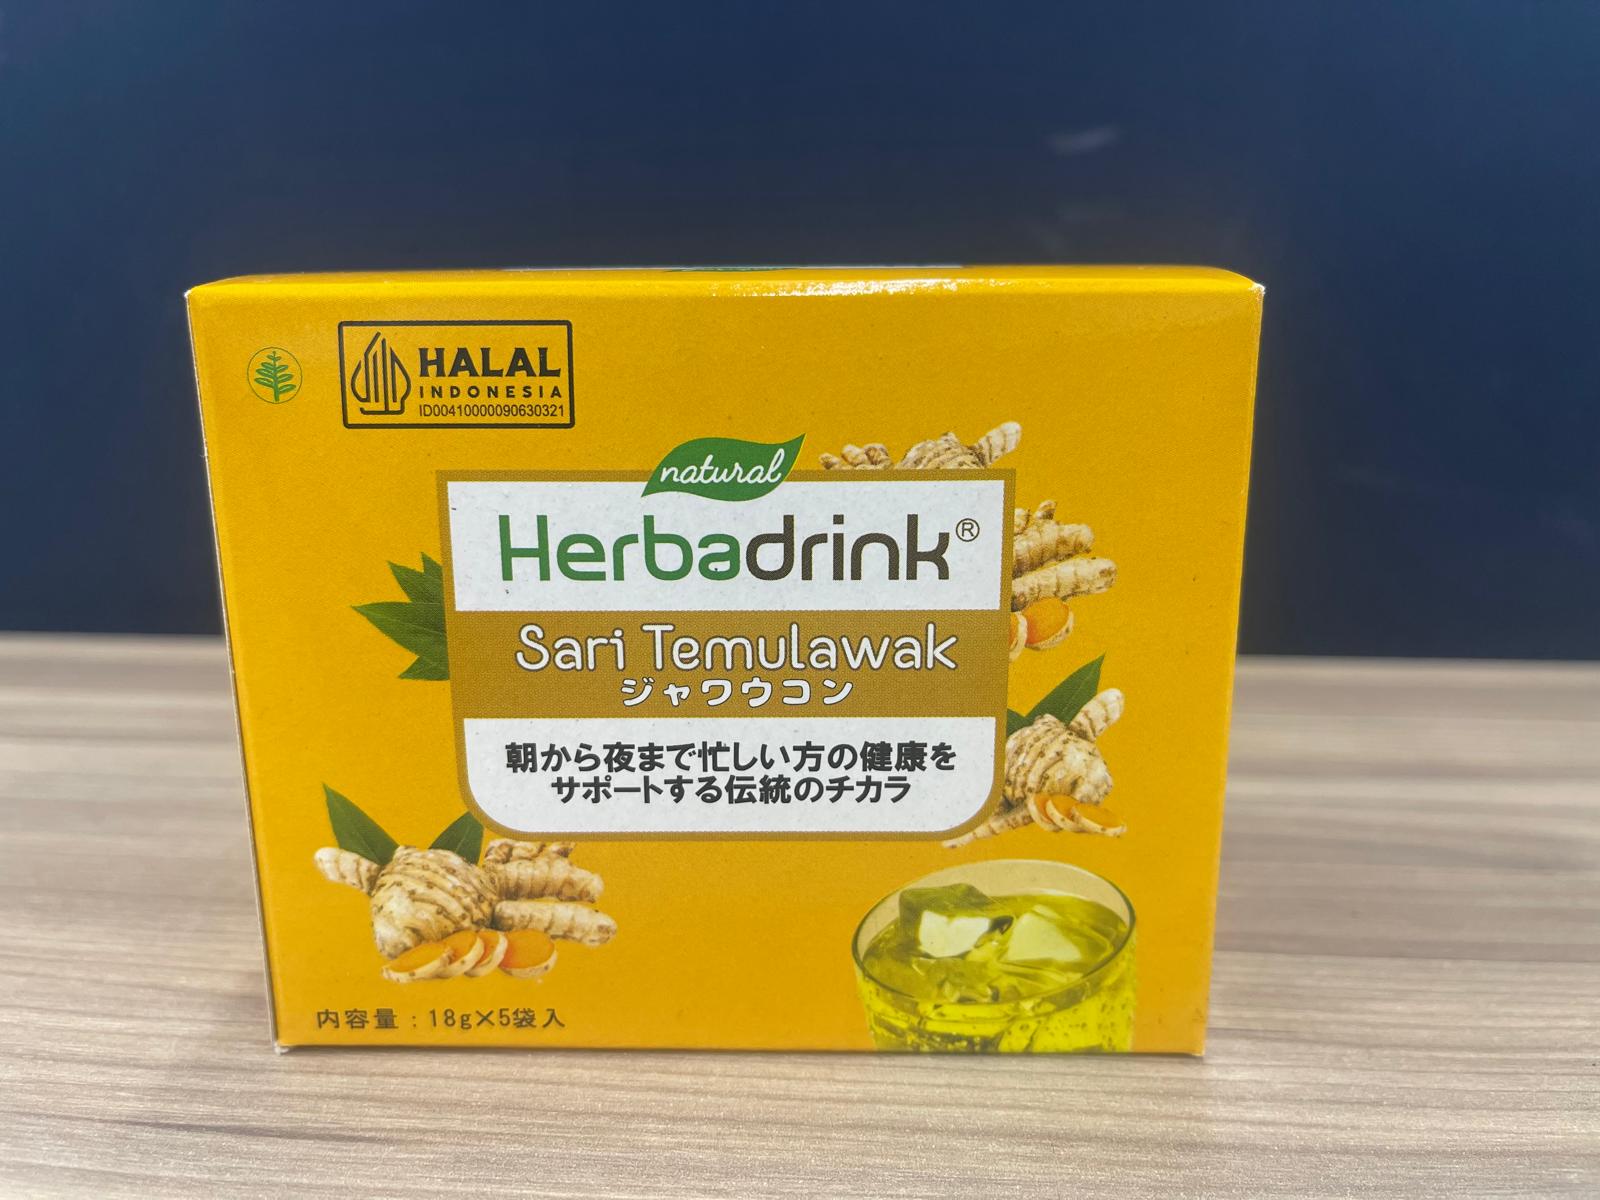 HALAL
INDONESIA
ID00410000090630321
natural
Herbadrink®
Sari Temulawak
ジャワウコン
朝から夜まで忙しい方の健康を
サポートする伝統のチカラ
内容量：18g×5袋入